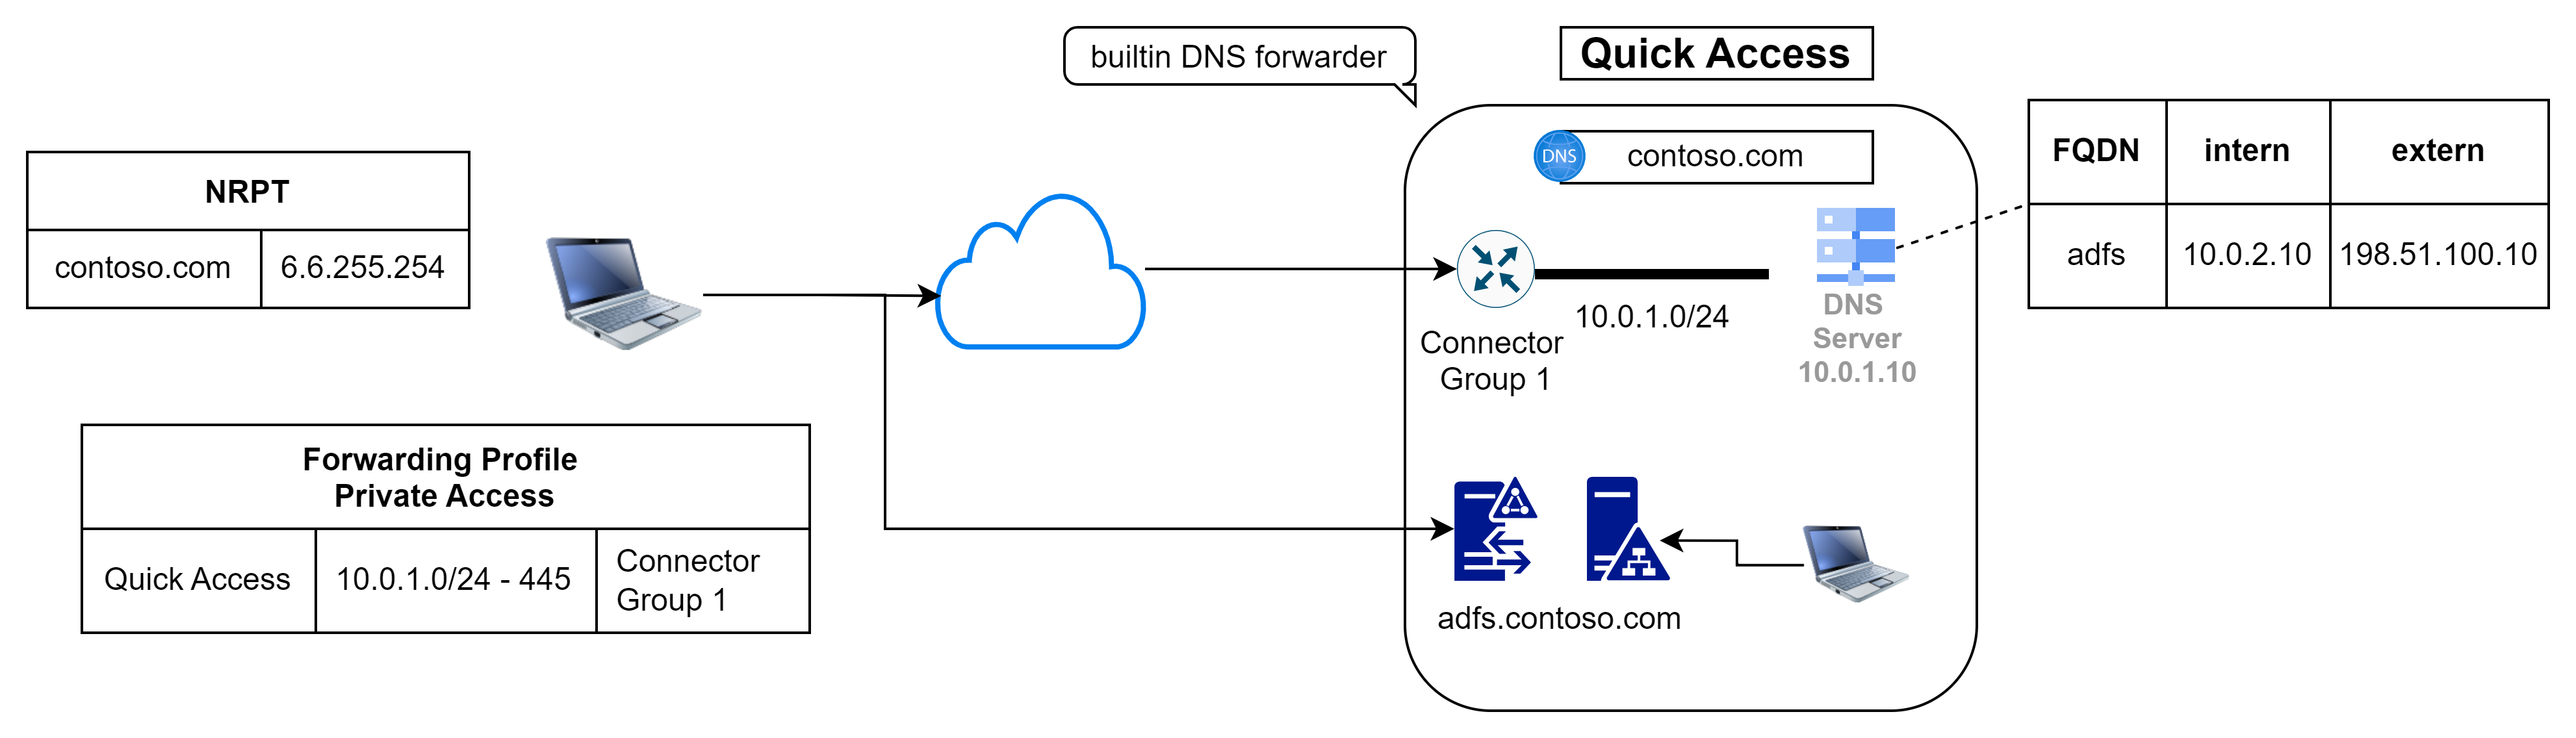 builtin DNS forwarder
Quick Access
NRPT
contoso.com
6.6.255.254
DNS
contoso.com
FQDN
intern
extern
adfs
10.0.2.10
198.51.100.10
Connector
Group 1
10.0.1.0/24
DNS
Server
10.0.1.10
Forwarding Profile
Private Access
Quick Access
10.0.1.0/24 - 445
Connector
Group 1
adfs.contoso.com